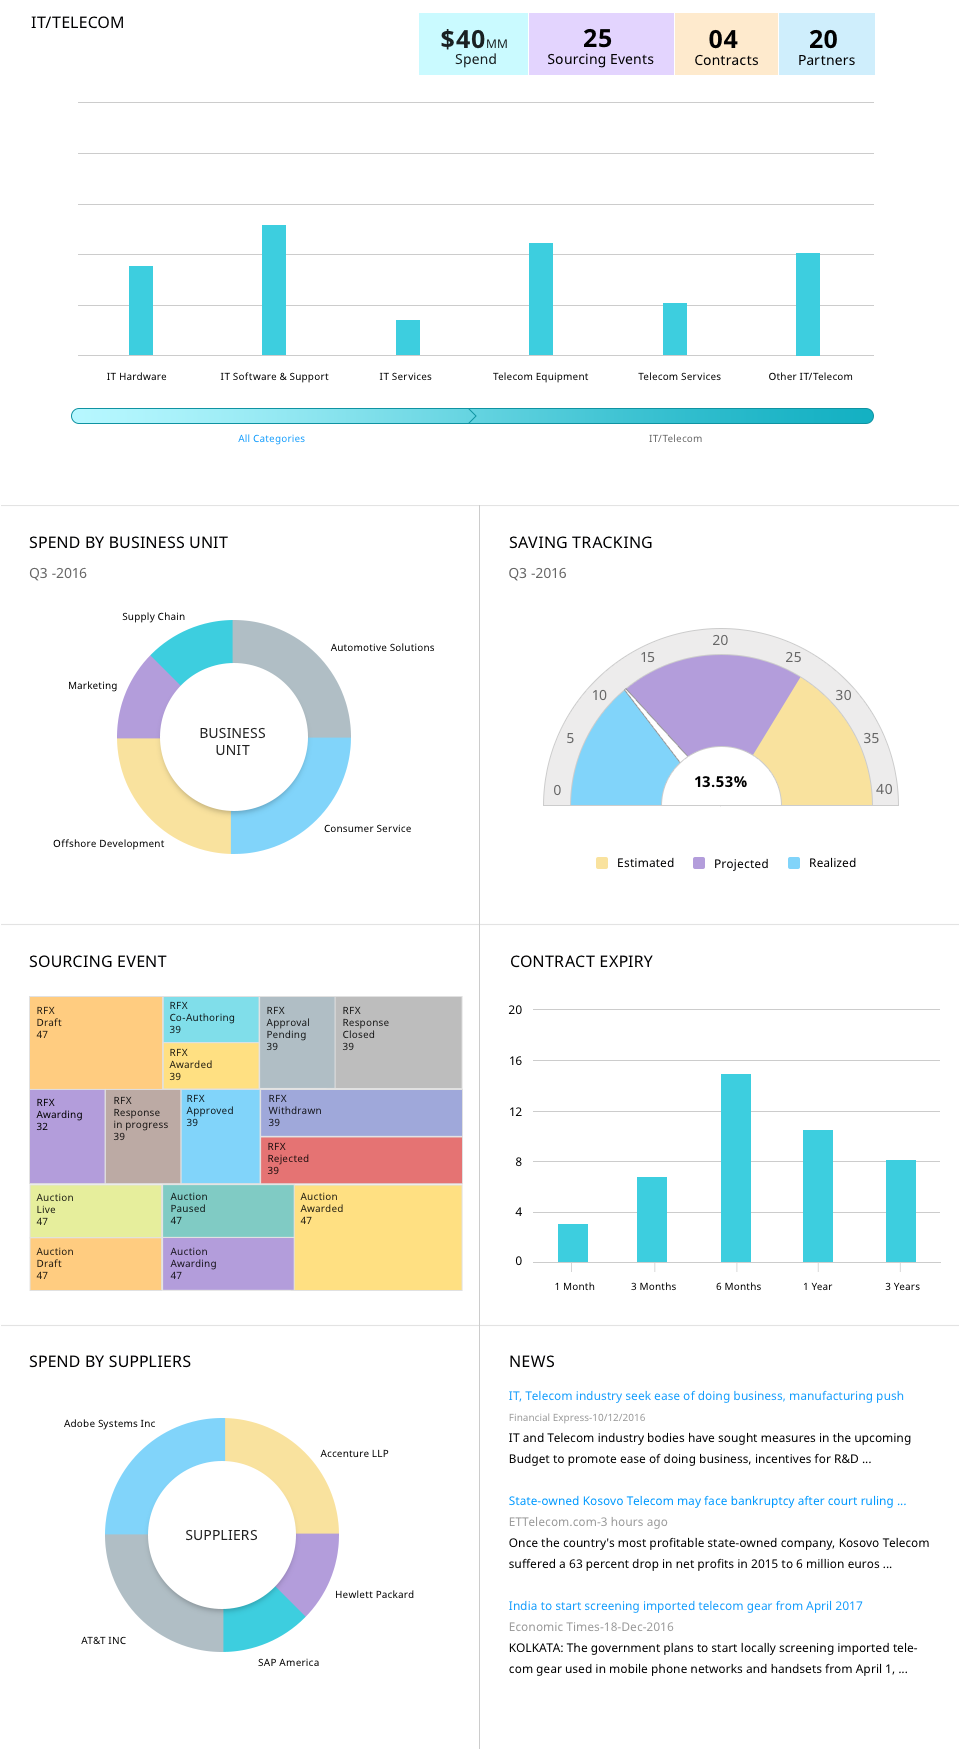 IT/TELECOM
$40MM
Spend
25
Sourcing Events
04
Contracts
20
Partners
IT Hardware
IT Software & Support
IT Services
Telecom Equipment
Telecom Services
Other IT/Telecom
All Categories
IT/Telecom
SPEND BY BUSINESS UNIT
Q3 -2016
Supply Chain
Automotive Solutions
Marketing
BUSINESS
UNIT
Consumer Service
Offshore Development
SAVING TRACKING
Q3 -2016
0
5
10
15
20
25
30
35
40
13.53%
Estimated
Projected
Realized
SOURCING EVENT
RFX
Draft
47
RFX
Co-Authoring
39
RFX
Awarded
39
RFX
Approval
Pending
39
RFX
Response
Closed
39
RFX
Awarding
32
RFX
Response
in progress
39
RFX
Approved
39
RFX
Withdrawn
39
RFX
Rejected
39
Auction
Live
47
Auction
Paused
47
Auction
Awarded
47
Auction
Draft
47
Auction
Awarding
47
CONTRACT EXPIRY
20
16
12
8
4
0
1 Month
3 Months
6 Months
1 Year
3 Years
SPEND BY SUPPLIERS
Adobe Systems Inc
Accenture LLP
SUPPLIERS
Hewlett Packard
AT&T INC
SAP America
NEWS
IT, Telecom industry seek ease of doing business, manufacturing push
Financial Express-10/12/2016
IT and Telecom industry bodies have sought measures in the upcoming
Budget to promote ease of doing business, incentives for R&D ...
State-owned Kosovo Telecom may face bankruptcy after court ruling ...
ETTelecom.com-3 hours ago
Once the country's most profitable state-owned company, Kosovo Telecom
suffered a 63 percent drop in net profits in 2015 to 6 million euros ...
India to start screening imported telecom gear from April 2017
Economic Times-18-Dec-2016
KOLKATA: The government plans to start locally screening imported tele-
com gear used in mobile phone networks and handsets from April 1, ...